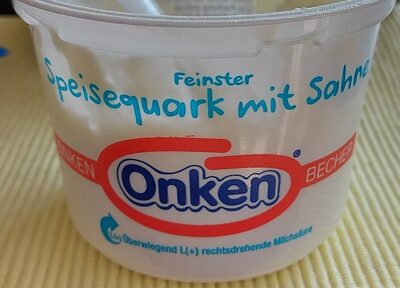 Feinster
Speisequark mit Sahne
ONKEN
BECHER
Onken®
Überwiegend L(+) rechtsdrehende Milchsäure